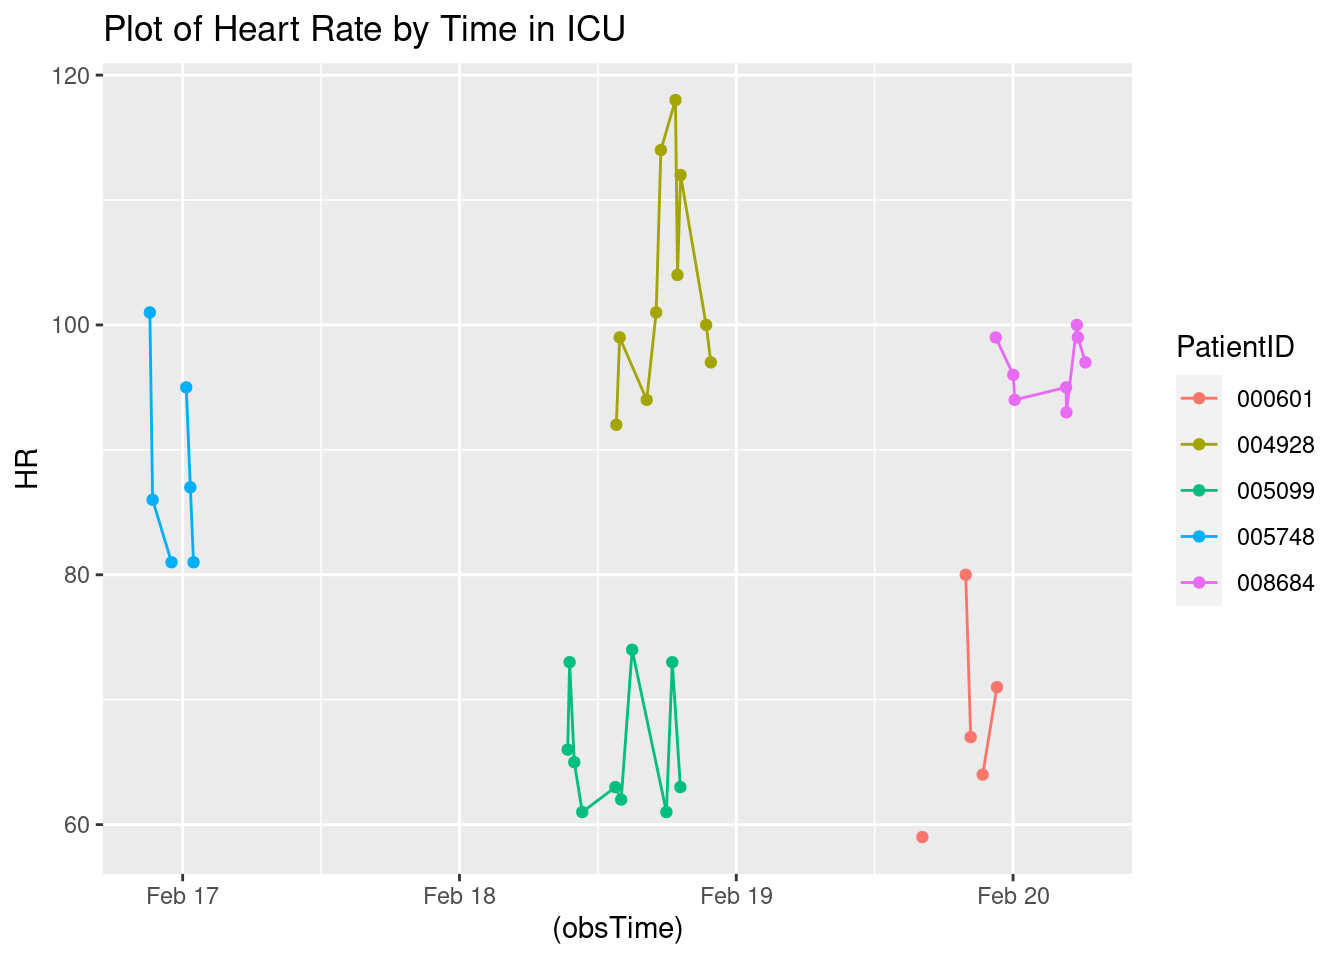 Plot of Heart Rate by Time in ICU
120
100
80
60
HR
Feb 17
Feb 18
Feb 19
Feb 20
(obsTime)
PatientID
000601
004928
005099
005748
008684